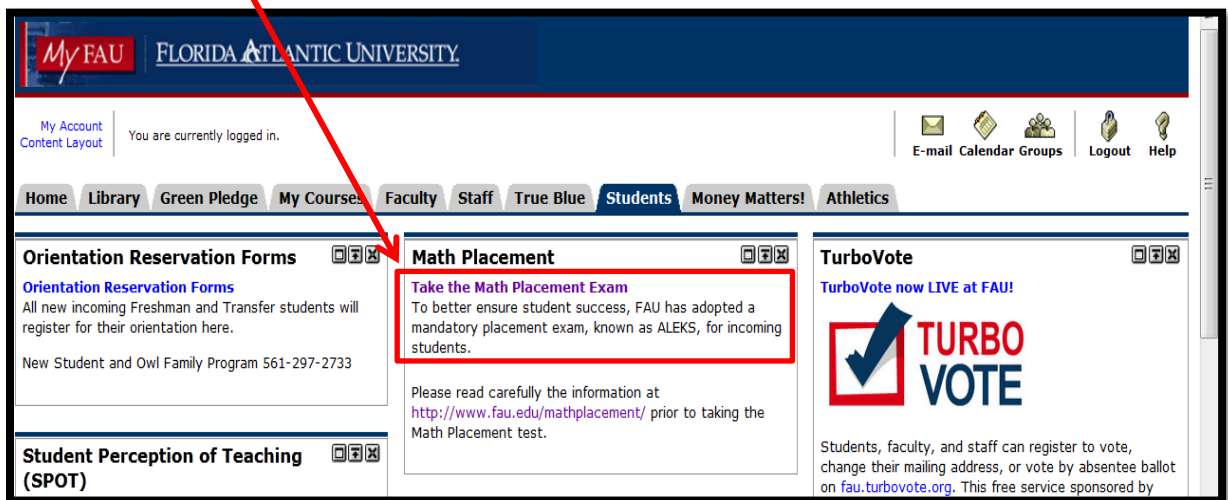 My FAU FLORIDA ATLANTIC UNIVERSITY.
My Account
Content Layout
You are currently logged in.
E-mail Calendar Groups Logout Help
Home Library Green Pledge My Courses Faculty Staff True Blue Students Money Matters! Athletics
Orientation Reservation Forms
Orientation Reservation Forms
All new incoming Freshman and Transfer students will
register for their orientation here.
New Student and Owl Family Program 561-297-2733
Student Perception of Teaching
(SPOT)
Math Placement
Take the Math Placement Exam
To better ensure student success, FAU has adopted a
mandatory placement exam, known as ALEKS, for incoming
students.
Please read carefully the information at
http://www.fau.edu/mathplacement/ prior to taking the
Math Placement test.
TurboVote
TurboVote now LIVE at FAU!
TURBO
VOTE
Students, faculty, and staff can register to vote,
change their mailing address, or vote by absentee ballot
on fau.turbovote.org. This free service sponsored by